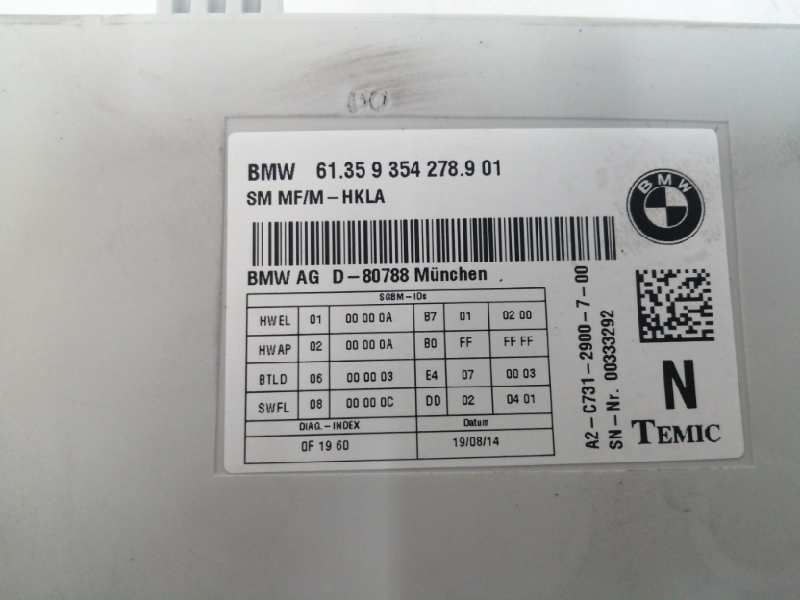 BMW 61.35 9 354 278.9 01
SM MF/M-HKLA
BMW
BMW AG D-80788 München
SGBM-IDs
HWEL 01 00 00 0A B7 01 02 00
HWAP 02 00 00 0A B0 FF FF FF
BTLD 06 00 00 03 E4 07 00 03
SWFL 08 00 00 0C DD 02 04 01
DIAG.-INDEX Datum
0F 19 60 19/08/14
A2-C731-2900-7-00
SN-Nr. 00333292
N
TEMIC